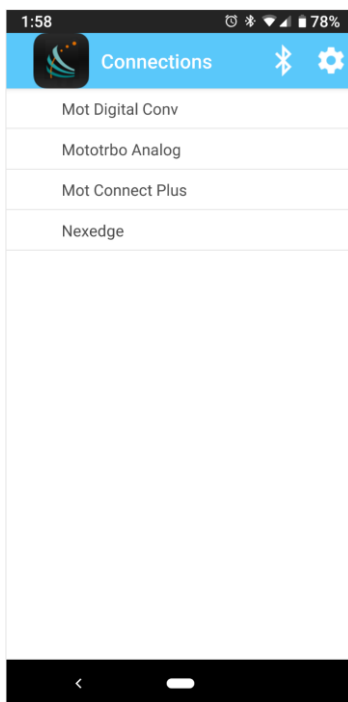 1:58 78%
Connections
Mot Digital Conv
Mototrbo Analog
Mot Connect Plus
Nexedge